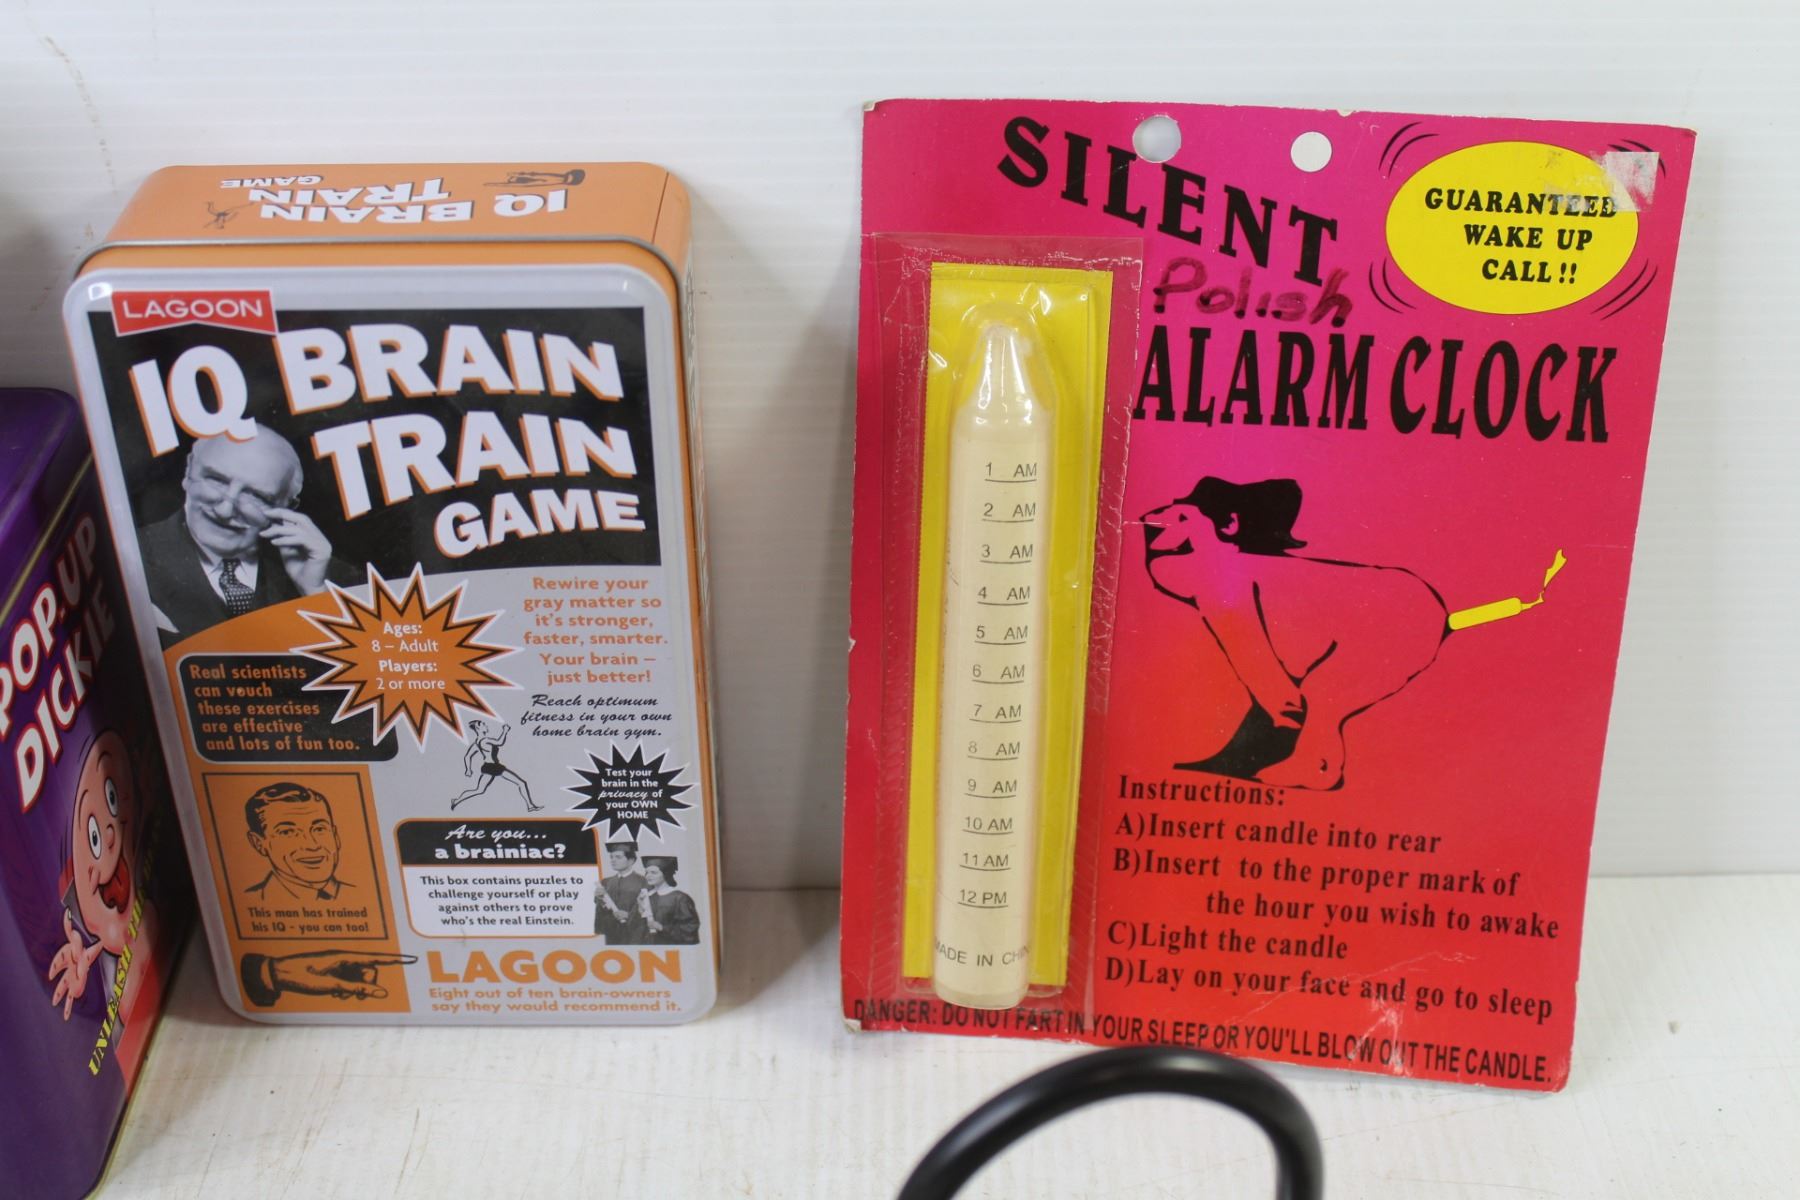 POP-UP
DICKIE
UNLEASH THE BEAST
IQ BRAIN
TRAIN
GAME
LAGOON
IQ BRAIN
TRAIN
GAME
Ages:
8 – Adult
Players:
2 or more
Rewire your
gray matter so
it's stronger,
faster, smarter.
Your brain –
just better!
Real scientists
can vouch
these exercises
are effective
and lots of fun too.
Reach optimum
fitness in your own
home brain gym.
Test your
brain in the
privacy of
your OWN
HOME
Are you...
a brainiac?
This box contains puzzles to
challenge yourself or play
against others to prove
who's the real Einstein.
This man has trained
his IQ - you can too!
LAGOON
Eight out of ten brain-owners
say they would recommend it.
SILENT
Polish
ALARM CLOCK
GUARANTEED
WAKE UP
CALL!!
1 AM
2 AM
3 AM
4 AM
5 AM
6 AM
7 AM
8 AM
9 AM
10 AM
11 AM
12 PM
MADE IN CHINA
Instructions:
A)Insert candle into rear
B)Insert to the proper mark of
the hour you wish to awake
C)Light the candle
D)Lay on your face and go to sleep
DANGER: DO NOT FART IN YOUR SLEEP OR YOU'LL BLOW OUT THE CANDLE.